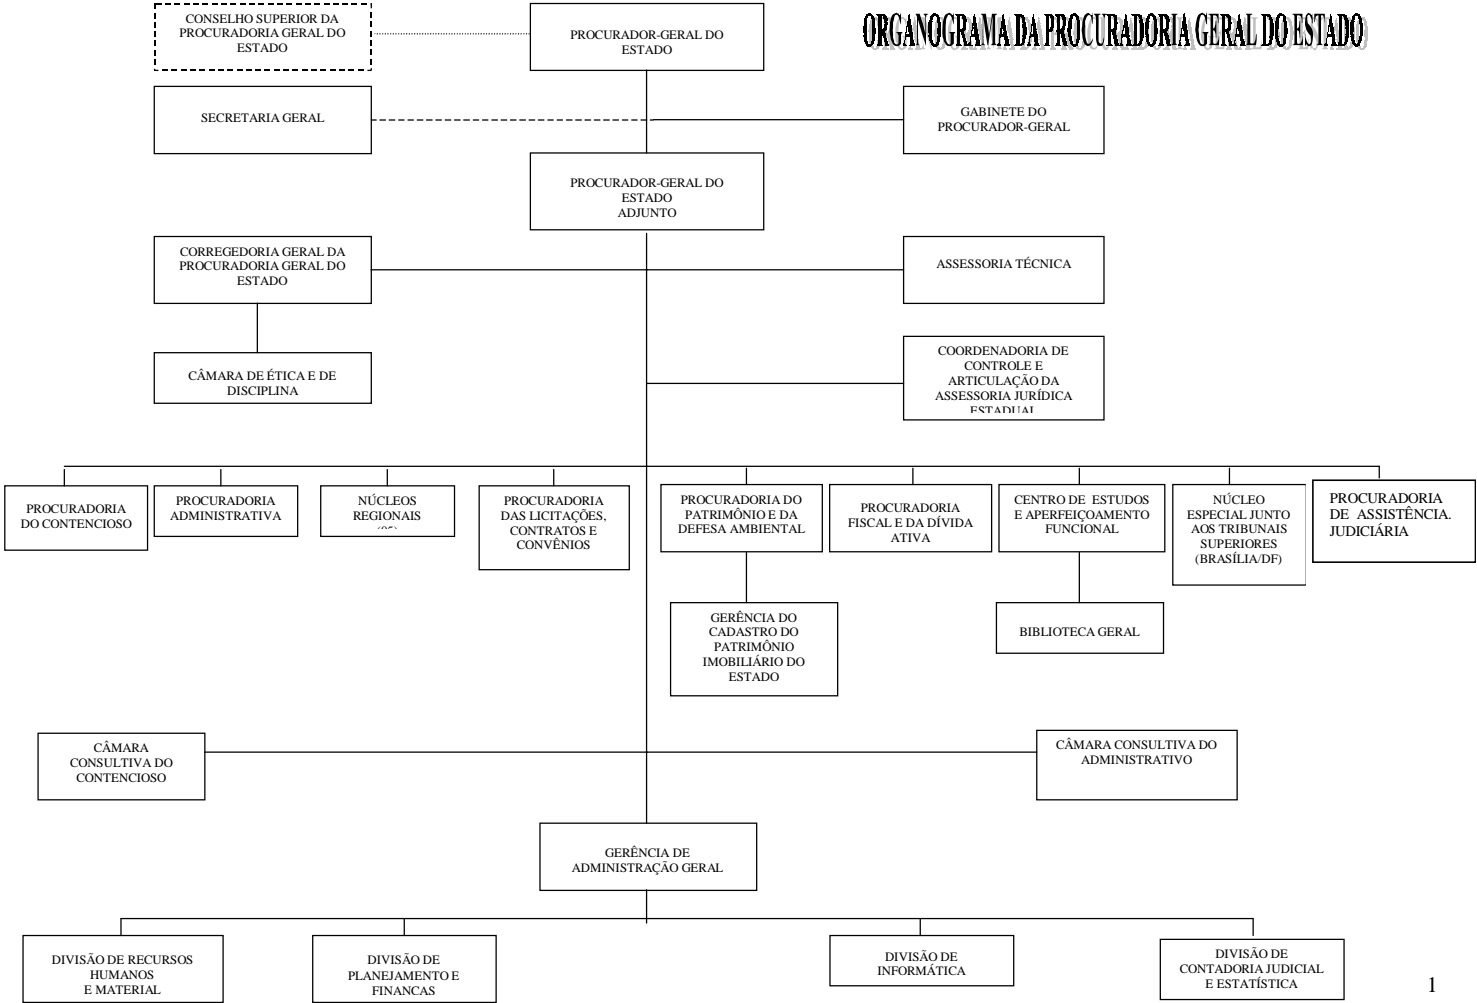 ORGANOGRAMA DA PROCURADORIA GERAL DO ESTADO
CONSELHO SUPERIOR DA
PROCURADORIA GERAL DO
ESTADO
PROCURADOR-GERAL DO
ESTADO
SECRETARIA GERAL
GABINETE DO
PROCURADOR-GERAL
PROCURADOR-GERAL DO
ESTADO
ADJUNTO
CORREGEDORIA GERAL DA
PROCURADORIA GERAL DO
ESTADO
ASSESSORIA TÉCNICA
CÂMARA DE ÉTICA E DE
DISCIPLINA
COORDENADORIA DE
CONTROLE E
ARTICULAÇÃO DA
ASSESSORIA JURÍDICA
ESTADUAL
PROCURADORIA
DO CONTENCIOSO
PROCURADORIA
ADMINISTRATIVA
NÚCLEOS
REGIONAIS
PROCURADORIA
DAS LICITAÇÕES,
CONTRATOS E
CONVÊNIOS
PROCURADORIA DO
PATRIMÔNIO E DA
DEFESA AMBIENTAL
PROCURADORIA
FISCAL E DA DÍVIDA
ATIVA
CENTRO DE ESTUDOS
E APERFEIÇOAMENTO
FUNCIONAL
NÚCLEO
ESPECIAL JUNTO
AOS TRIBUNAIS
SUPERIORES
(BRASÍLIA/DF)
PROCURADORIA
DE ASSISTÊNCIA.
JUDICIÁRIA
GERÊNCIA DO
CADASTRO DO
PATRIMÔNIO
IMOBILIÁRIO DO
ESTADO
BIBLIOTECA GERAL
CÂMARA
CONSULTIVA DO
CONTENCIOSO
CÂMARA CONSULTIVA DO
ADMINISTRATIVO
GERÊNCIA DE
ADMINISTRAÇÃO GERAL
DIVISÃO DE RECURSOS
HUMANOS
E MATERIAL
DIVISÃO DE
PLANEJAMENTO E
FINANCAS
DIVISÃO DE
INFORMÁTICA
DIVISÃO DE
CONTADORIA JUDICIAL
E ESTATÍSTICA
1